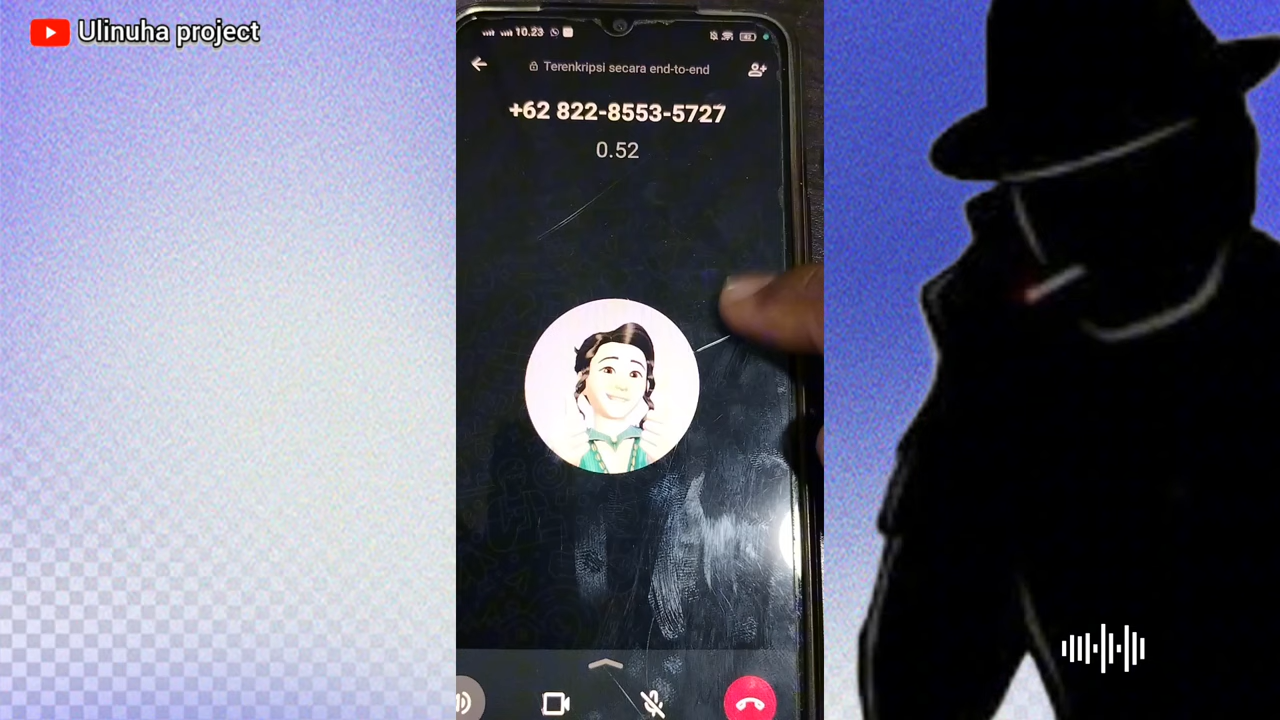 Ulinuha project
10.23
Terenkripsi secara end-to-end
+62 822-8553-5727
0.52